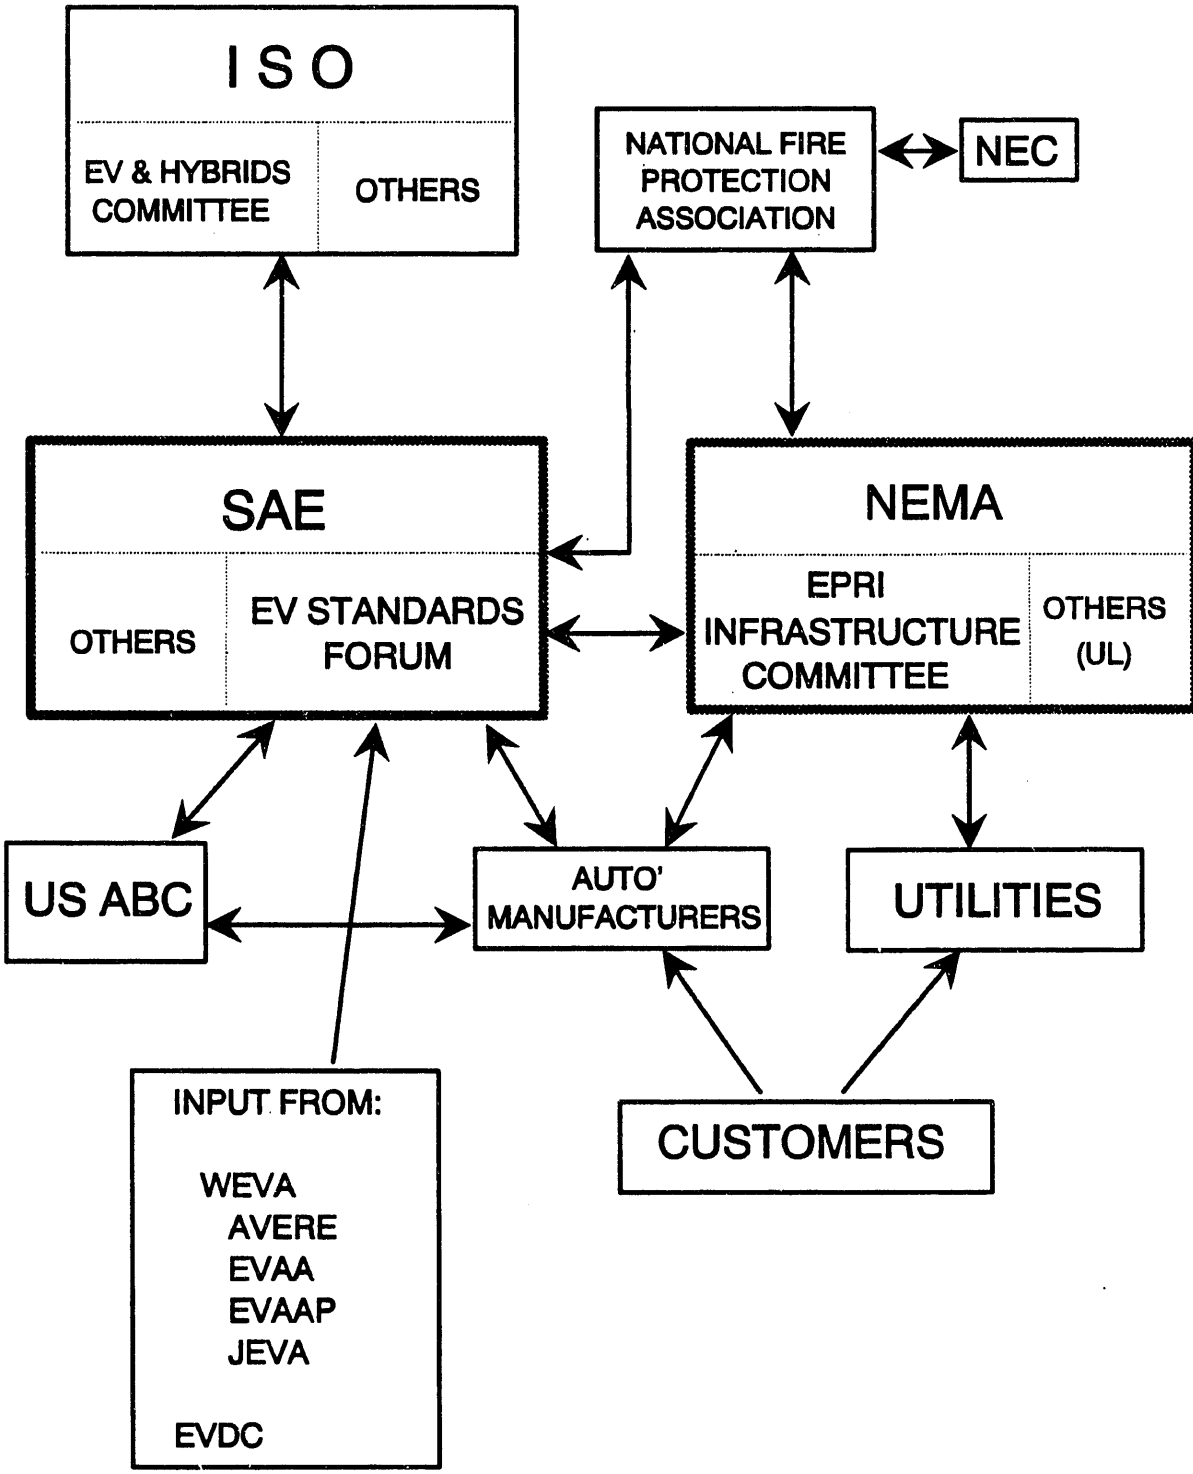 I S O
EV & HYBRIDS
COMMITTEE
OTHERS
NATIONAL FIRE
PROTECTION
ASSOCIATION
NEC
SAE
OTHERS
EV STANDARDS
FORUM
NEMA
EPRI
INFRASTRUCTURE
COMMITTEE
OTHERS
(UL)
US ABC
AUTO'
MANUFACTURERS
UTILITIES
INPUT FROM:
WEVA
AVERE
EVAA
EVAAP
JEVA
EVDC
CUSTOMERS